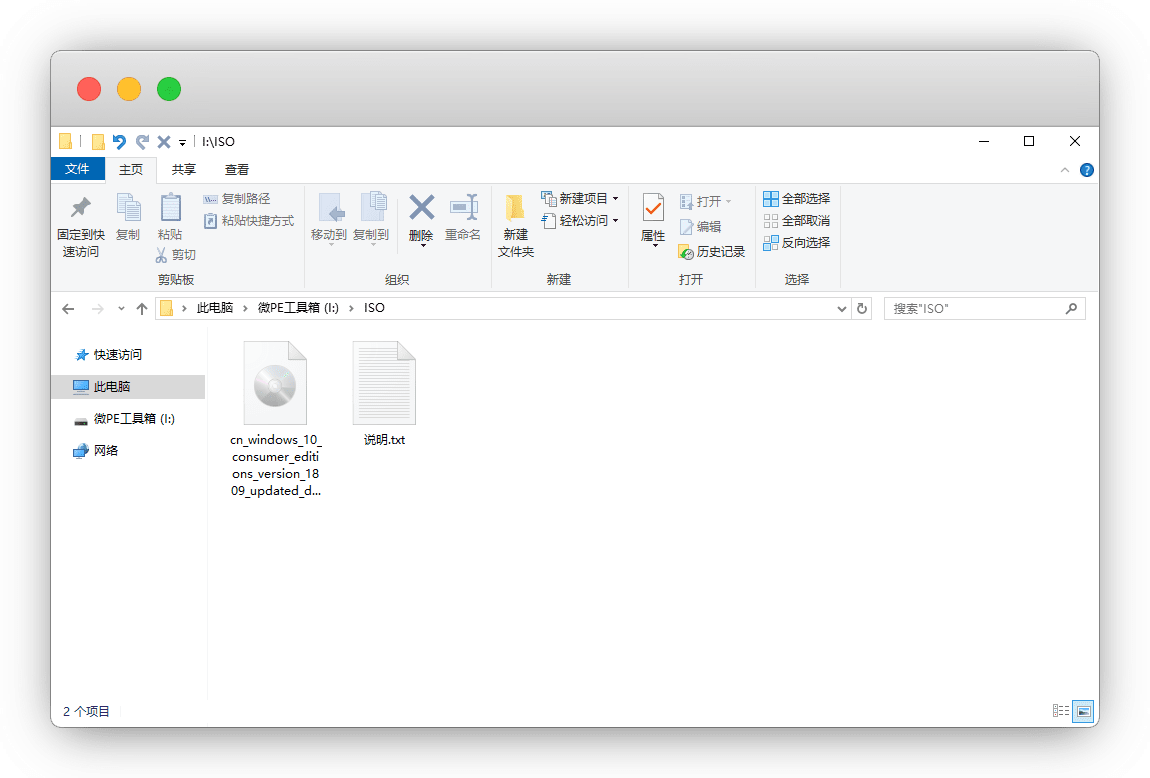 I:\ISO
文件 主页 共享 查看
固定到快
速访问
复制
粘贴
复制路径
粘贴快捷方式
剪切
剪贴板
移动到 复制到 删除 重命名
组织
新建
文件夹
新建项目
轻松访问
新建
属性
打开
编辑
历史记录
打开
全部选择
全部取消
反向选择
选择
此电脑 微PE工具箱 (I:) ISO
搜索"ISO"
快速访问
此电脑
微PE工具箱 (I:)
网络
cn_windows_10_
consumer_editi
ons_version_18
09_updated_d...
说明.txt
2 个项目